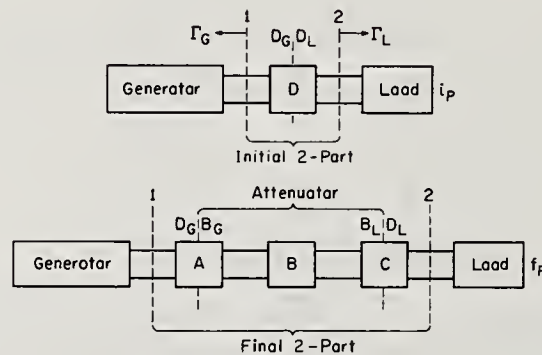 1 2
Γ_G D_G D_L Γ_L
Generatar D Laad i_P
Initial 2-Part
Attenuatar
1 2
D_G B_G B_L D_L
Generotar A B C Laad f_P
Final 2-Part